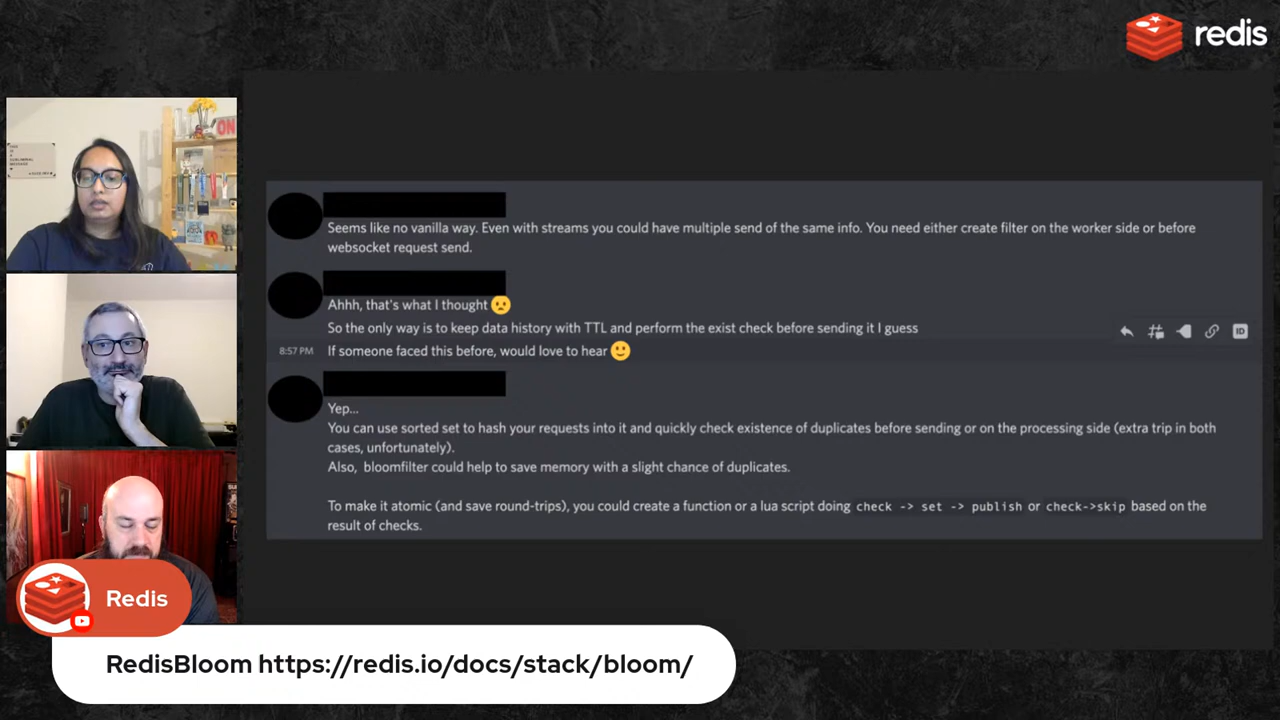 redis
ON
Seems like no vanilla way. Even with streams you could have multiple send of the same info. You need either create filter on the worker side or before
websocket request send.
Ahhh, that's what I thought
So the only way is to keep data history with TTL and perform the exist check before sending it I guess
8:57 PM If someone faced this before, would love to hear
ID
Yep...
You can use sorted set to hash your requests into it and quickly check existence of duplicates before sending or on the processing side (extra trip in both
cases, unfortunately).
Also, bloomfilter could help to save memory with a slight chance of duplicates.
To make it atomic (and save round-trips), you could create a function or a lua script doing check -> set -> publish or check->skip based on the
result of checks.
Redis
RedisBloom https://redis.io/docs/stack/bloom/